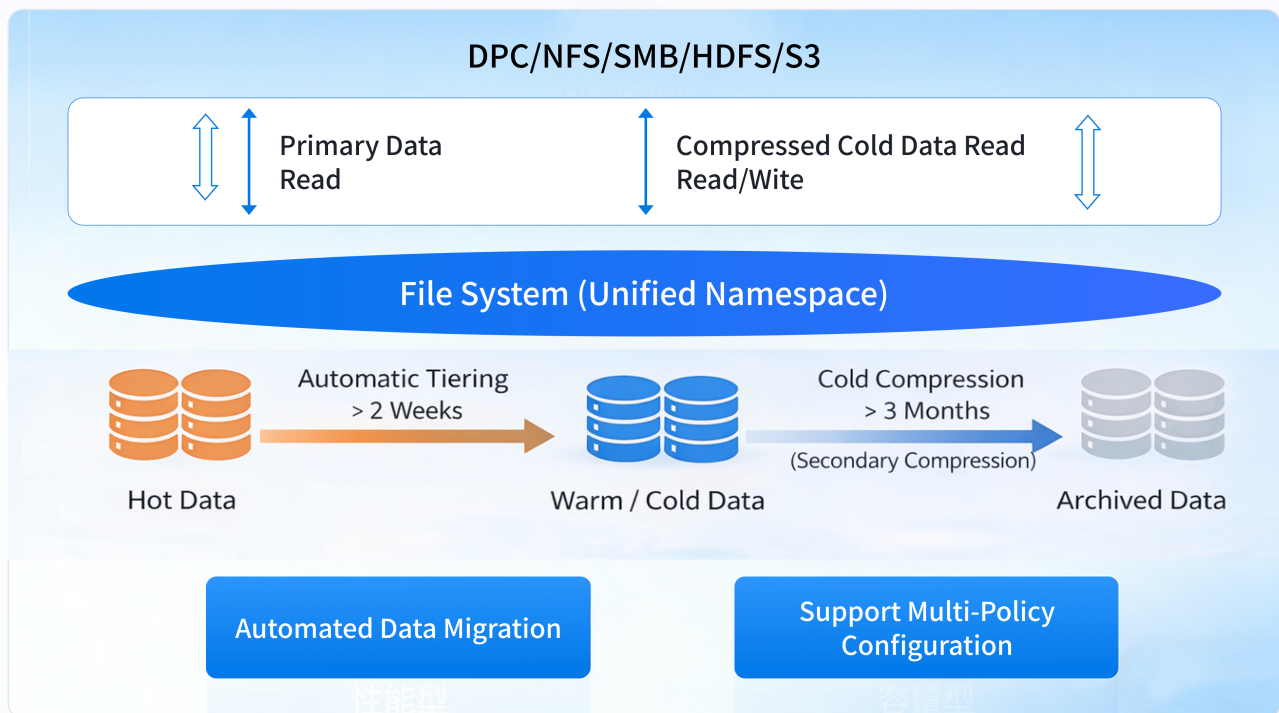 DPC/NFS/SMB/HDFS/S3
Primary Data
Read
Compressed Cold Data Read
Read/Wite
File System (Unified Namespace)
Automatic Tiering
> 2 Weeks
Cold Compression
> 3 Months
(Secondary Compression)
Hot Data
Warm / Cold Data
Archived Data
Automated Data Migration
Support Multi-Policy
Configuration
性能型
容量型